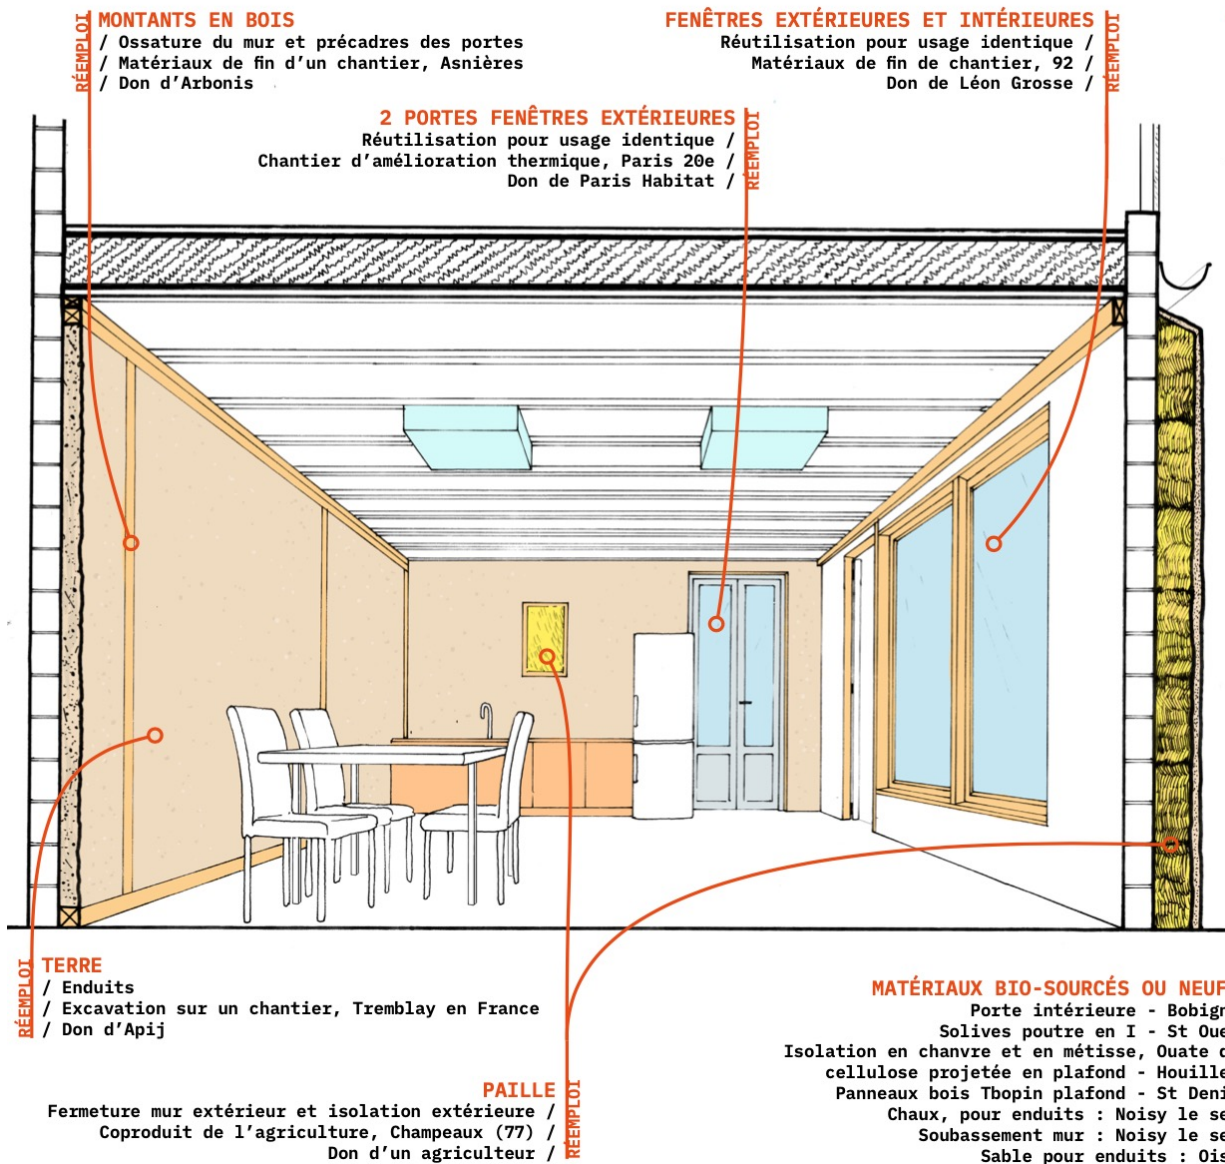 RÉEMPLOI
MONTANTS EN BOIS
/ Ossature du mur et précadres des portes
/ Matériaux de fin d’un chantier, Asnières
/ Don d’Arbonis
FENÊTRES EXTÉRIEURES ET INTÉRIEURES
Réutilisation pour usage identique /
Matériaux de fin de chantier, 92 /
Don de Léon Grosse /
RÉEMPLOI
2 PORTES FENÊTRES EXTÉRIEURES
Réutilisation pour usage identique /
Chantier d’amélioration thermique, Paris 20e /
Don de Paris Habitat /
RÉEMPLOI
RÉEMPLOI
TERRE
/ Enduits
/ Excavation sur un chantier, Tremblay en France
/ Don d’Apij
PAILLE
Fermeture mur extérieur et isolation extérieure /
Coproduit de l’agriculture, Champeaux (77) /
Don d’un agriculteur /
RÉEMPLOI
MATÉRIAUX BIO-SOURCÉS OU NEUF
Porte intérieure - Bobign
Solives poutre en I - St Oue
Isolation en chanvre et en métisse, Ouate d
cellulose projetée en plafond - Houille
Panneaux bois Tbopin plafond - St Deni
Chaux, pour enduits : Noisy le se
Soubassement mur : Noisy le se
Sable pour enduits : Ois